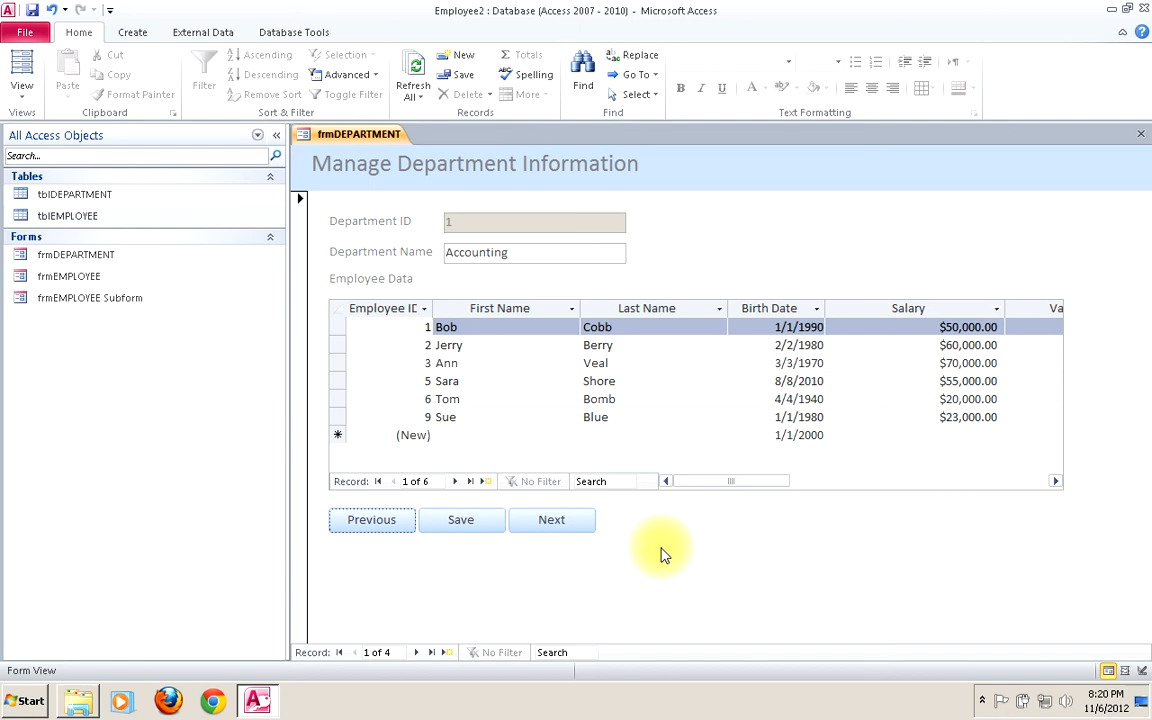 Employee2 : Database (Access 2007 - 2010) - Microsoft Access
File Home Create External Data Database Tools
View
Views
Paste
Cut
Copy
Format Painter
Clipboard
Filter
Ascending
Descending
Remove Sort
Selection
Advanced
Toggle Filter
Sort & Filter
Refresh
All
New
Save
Delete
Totals
Spelling
More
Records
Find
Replace
Go To
Select
Find
B I U A
Text Formatting
All Access Objects
Search...
Tables
tblDEPARTMENT
tblEMPLOYEE
Forms
frmDEPARTMENT
frmEMPLOYEE
frmEMPLOYEE Subform
frmDEPARTMENT
Manage Department Information
Department ID 1
Department Name Accounting
Employee Data
Employee ID First Name Last Name Birth Date Salary Va
1 Bob Cobb 1/1/1990 $50,000.00
2 Jerry Berry 2/2/1980 $60,000.00
3 Ann Veal 3/3/1970 $70,000.00
5 Sara Shore 8/8/2010 $55,000.00
6 Tom Bomb 4/4/1940 $20,000.00
9 Sue Blue 1/1/1980 $23,000.00
(New) 1/1/2000
Record: 1 of 6 No Filter Search
Previous Save Next
Record: 1 of 4 No Filter Search
Form View
Start
8:20 PM
11/6/2012